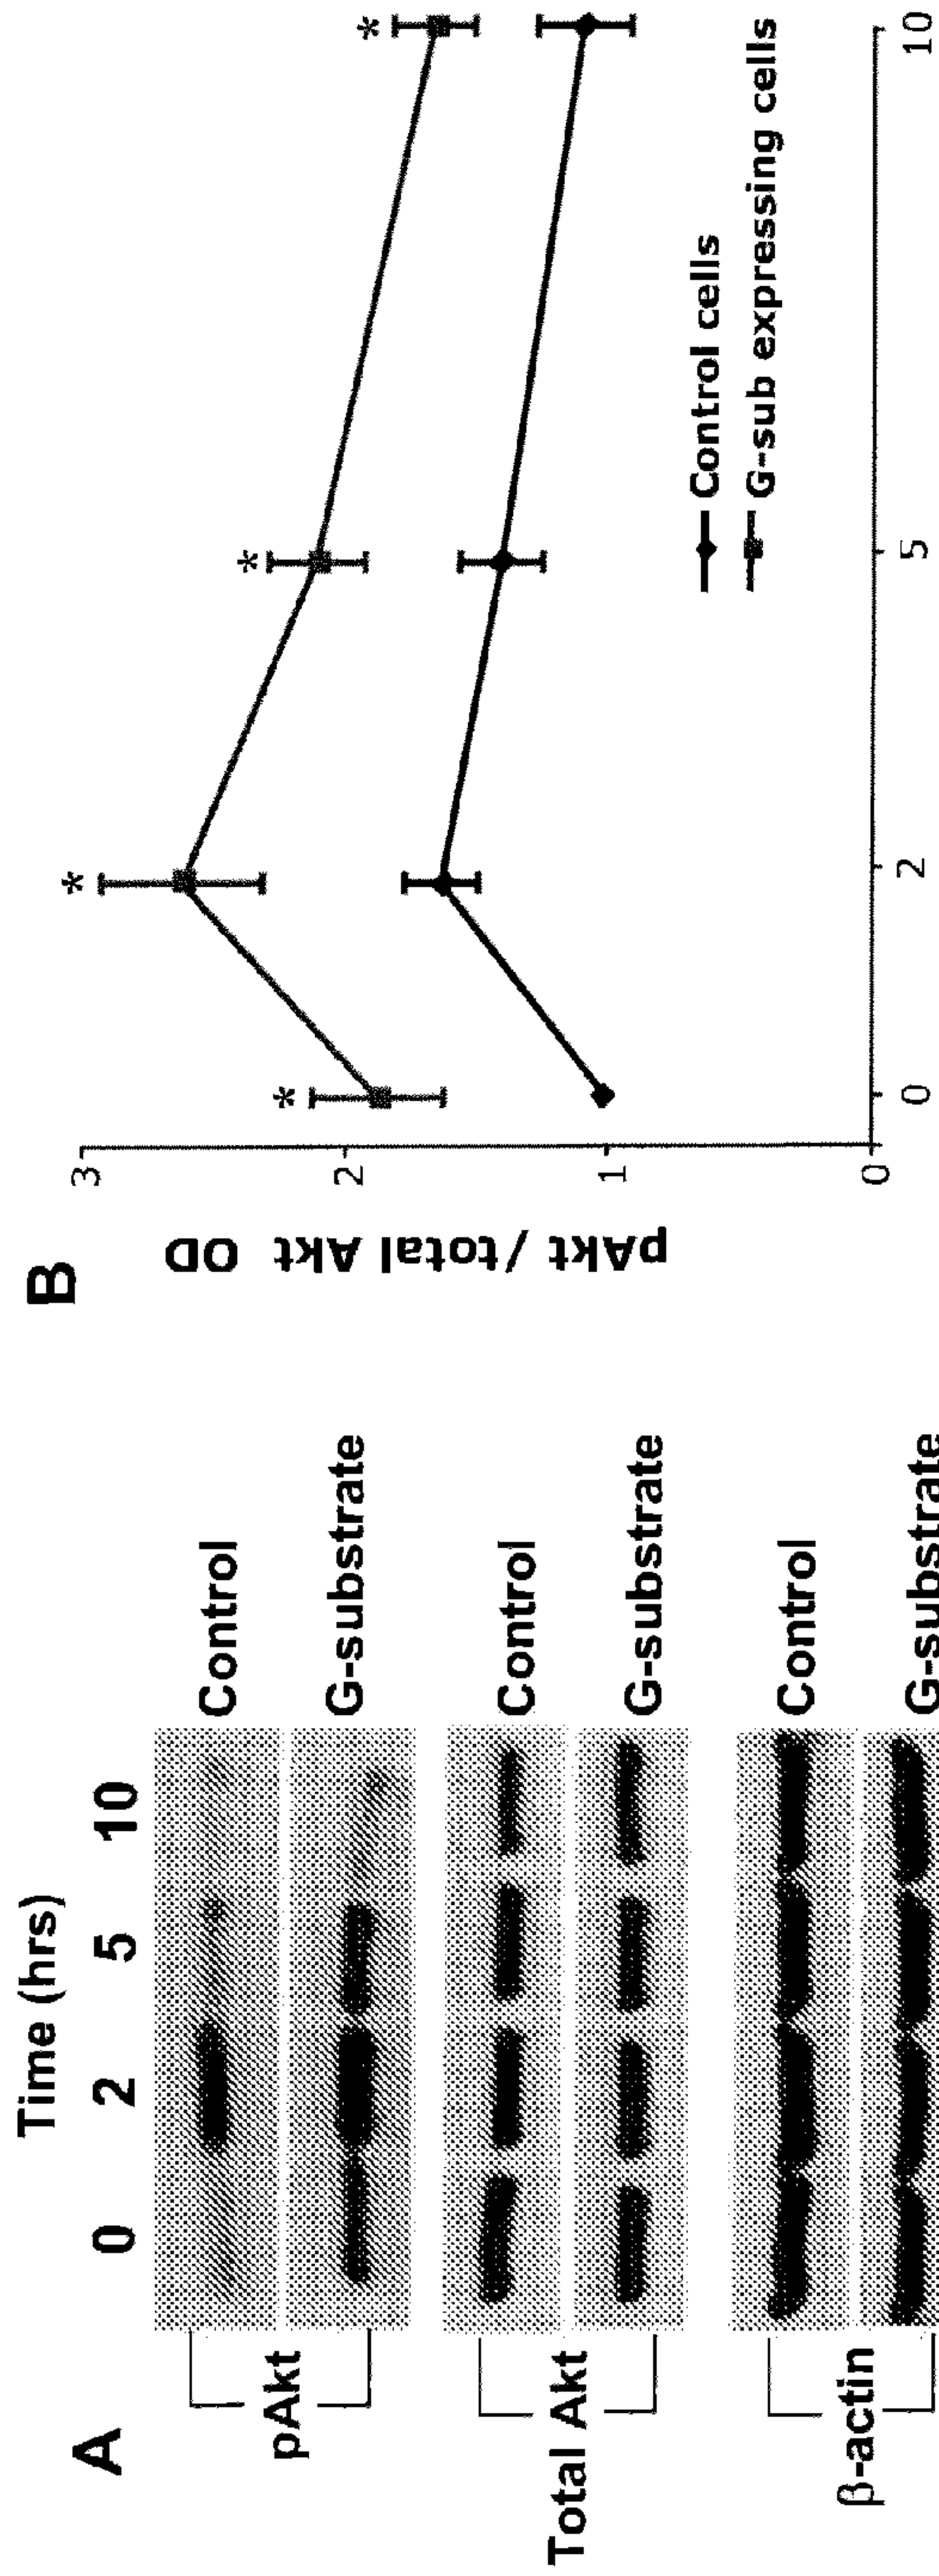 A
Time (hrs)
0 2 5 10
pAkt
Control
G-substrate
Total Akt
Control
G-substrate
β-actin
Control
G-substrate
B
pAkt / total Akt OD
3
2
1
0
*
*
*
*
Control cells
G-sub expressing cells
0 2 5 10